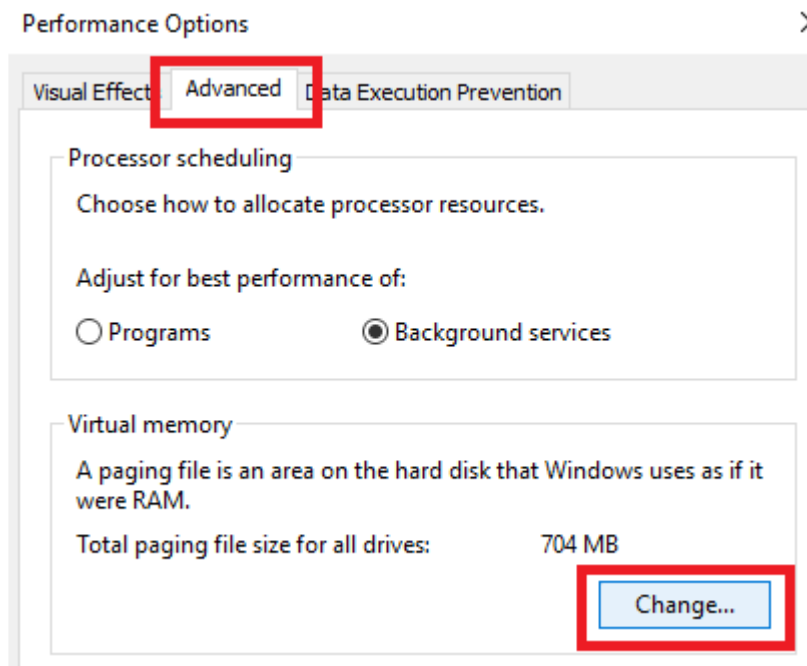 Performance Options
Visual Effects Advanced Data Execution Prevention
Processor scheduling
Choose how to allocate processor resources.
Adjust for best performance of:
Programs Background services
Virtual memory
A paging file is an area on the hard disk that Windows uses as if it
were RAM.
Total paging file size for all drives: 704 MB
Change...